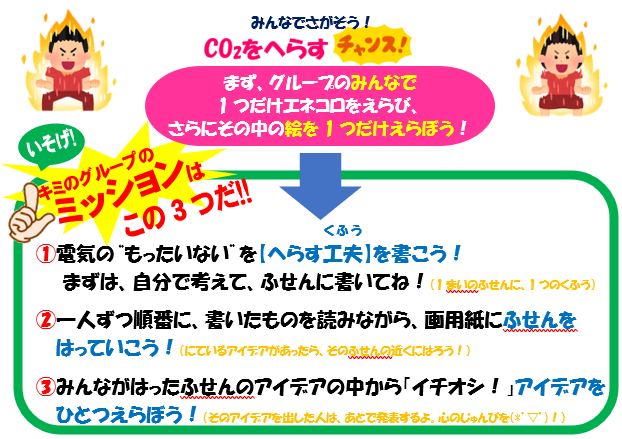 みんなでさがそう！
CO₂をへらす チャンス！
まず、グループのみんなで
１つだけエネコロをえらび、
さらにその中の絵を１つだけえらぼう！
いそげ！
キミのグループの
ミッションは
この３つだ!!
くふう
①電気の“もったいない”を【へらす工夫】を書こう！
まずは、自分で考えて、ふせんに書いてね！（１まいのふせんに、１つのくふう）
②一人ずつ順番に、書いたものを読みながら、画用紙にふせんを
はっていこう！（にているアイデアがあったら、そのふせんの近くにはろう！）
③みんながはったふせんのアイデアの中から「イチオシ！」アイデアを
ひとつえらぼう！（そのアイデアを出した人は、あとで発表するよ、心のじゅんびを(*ﾟ▽ﾟ)！）